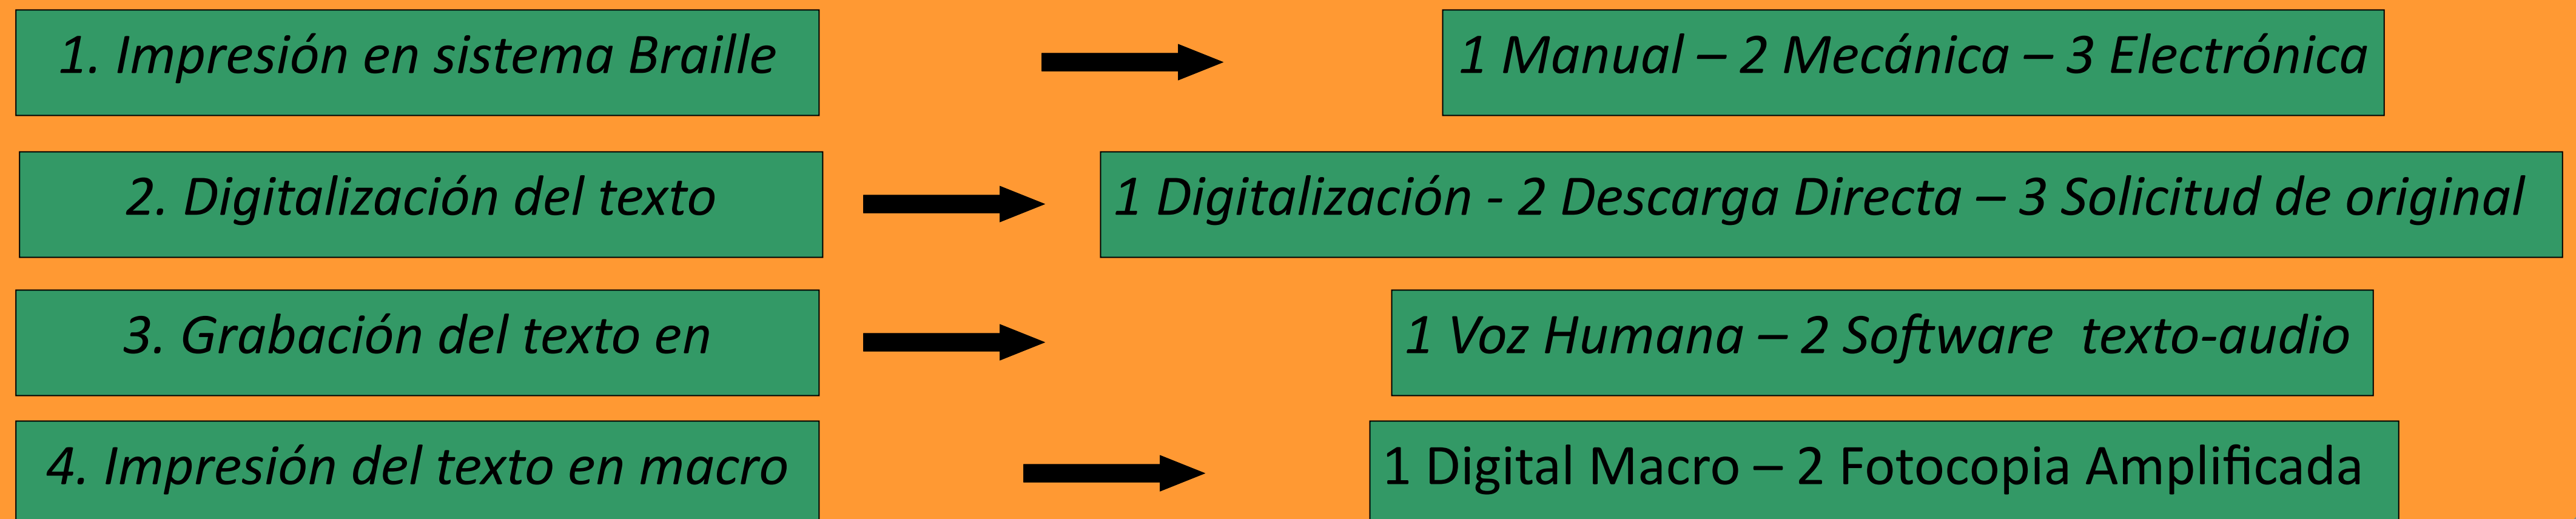 1. Impresión en sistema Braille
1 Manual – 2 Mecánica – 3 Electrónica
2. Digitalización del texto
1 Digitalización - 2 Descarga Directa – 3 Solicitud de original
3. Grabación del texto en
1 Voz Humana – 2 Software  texto-audio
4. Impresión del texto en macro
1 Digital Macro – 2 Fotocopia Amplificada